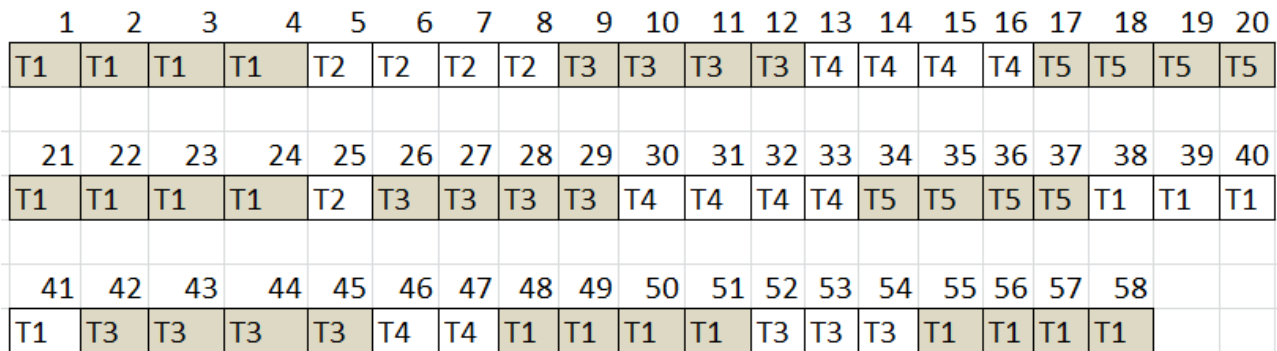 1 2 3 4 5 6 7 8 9 10 11 12 13 14 15 16 17 18 19 20
T1 T1 T1 T1 T2 T2 T2 T2 T3 T3 T3 T3 T4 T4 T4 T4 T5 T5 T5 T5
21 22 23 24 25 26 27 28 29 30 31 32 33 34 35 36 37 38 39 40
T1 T1 T1 T1 T2 T3 T3 T3 T3 T4 T4 T4 T4 T5 T5 T5 T5 T1 T1 T1
41 42 43 44 45 46 47 48 49 50 51 52 53 54 55 56 57 58
T1 T3 T3 T3 T3 T4 T4 T1 T1 T1 T1 T3 T3 T3 T1 T1 T1 T1